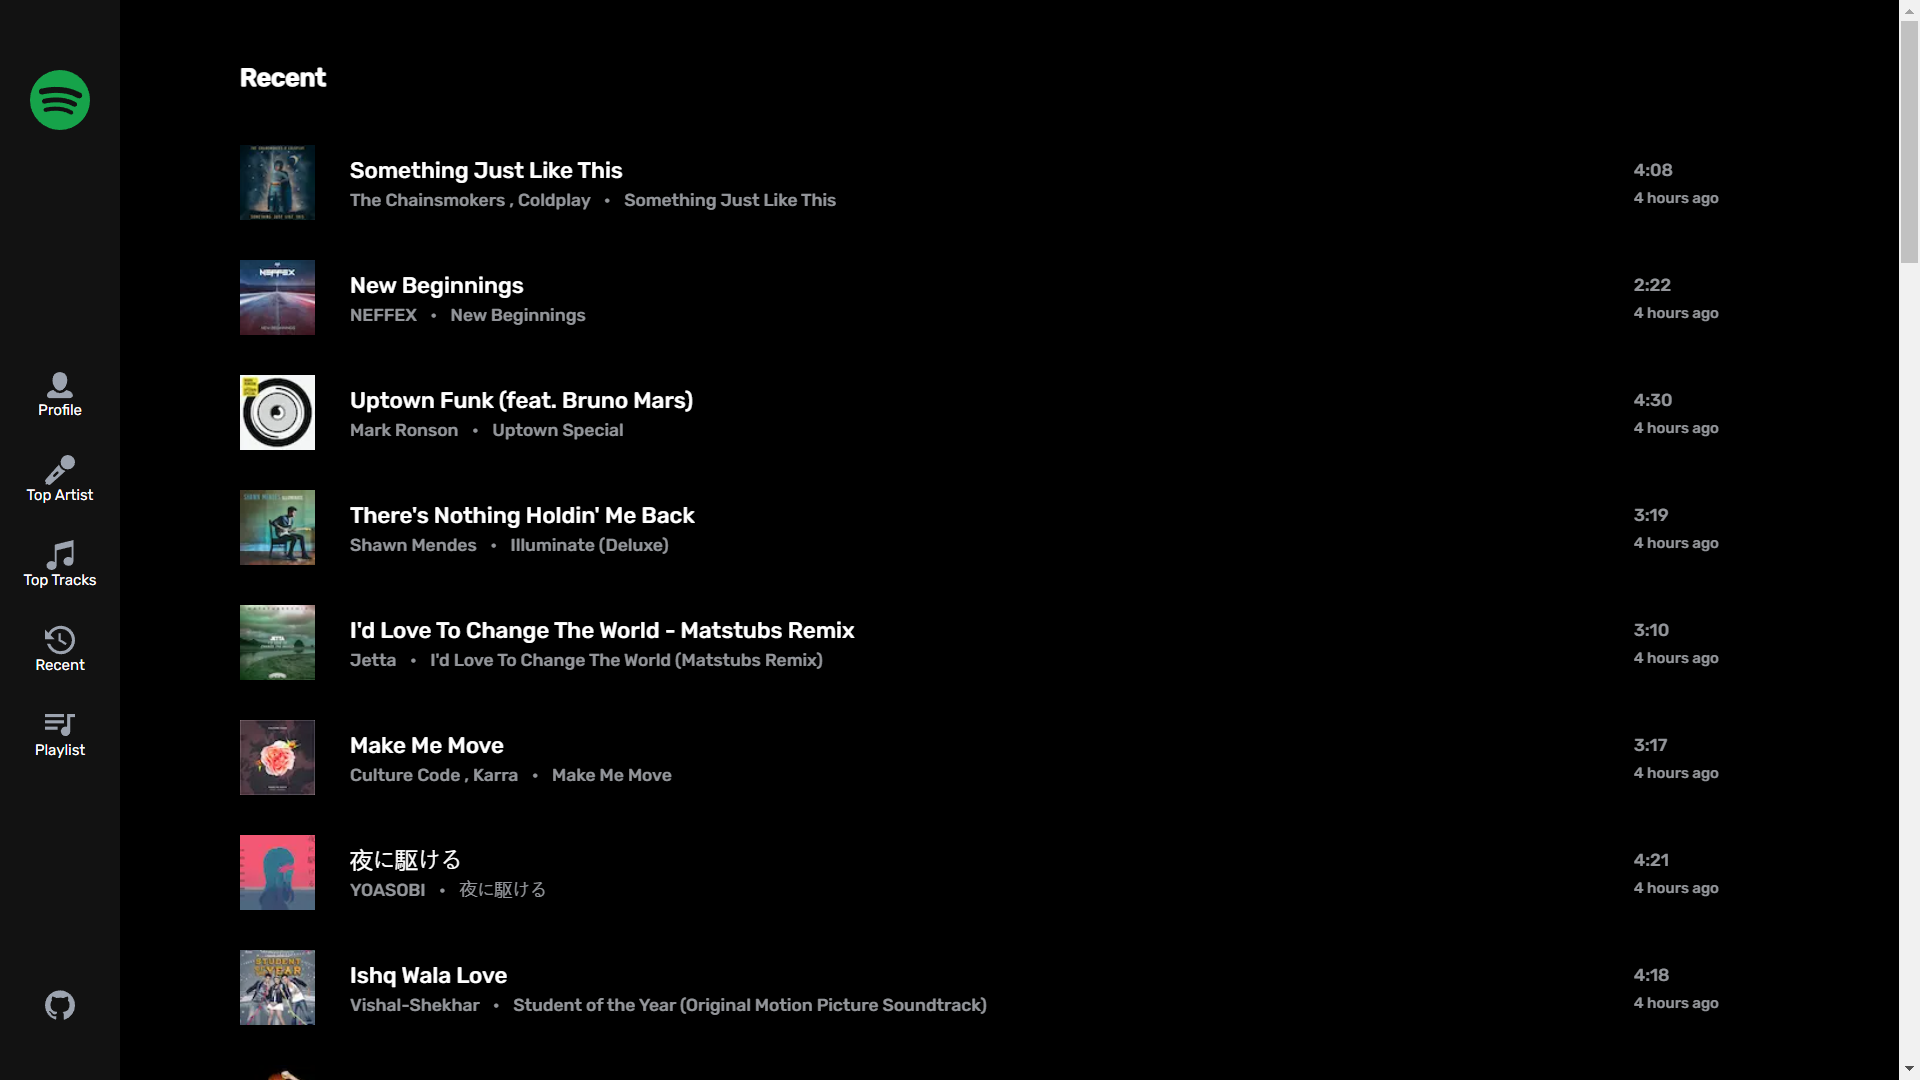 Recent
Something Just Like This
The Chainsmokers , Coldplay • Something Just Like This
4:08
4 hours ago
New Beginnings
NEFFEX • New Beginnings
2:22
4 hours ago
Uptown Funk (feat. Bruno Mars)
Mark Ronson • Uptown Special
4:30
4 hours ago
There's Nothing Holdin' Me Back
Shawn Mendes • Illuminate (Deluxe)
3:19
4 hours ago
I'd Love To Change The World - Matstubs Remix
Jetta • I'd Love To Change The World (Matstubs Remix)
3:10
4 hours ago
Make Me Move
Culture Code , Karra • Make Me Move
3:17
4 hours ago
夜に駆ける
YOASOBI • 夜に駆ける
4:21
4 hours ago
Ishq Wala Love
Vishal-Shekhar • Student of the Year (Original Motion Picture Soundtrack)
4:18
4 hours ago
Profile
Top Artist
Top Tracks
Recent
Playlist
NEFFEX
STUDENT
YEAR